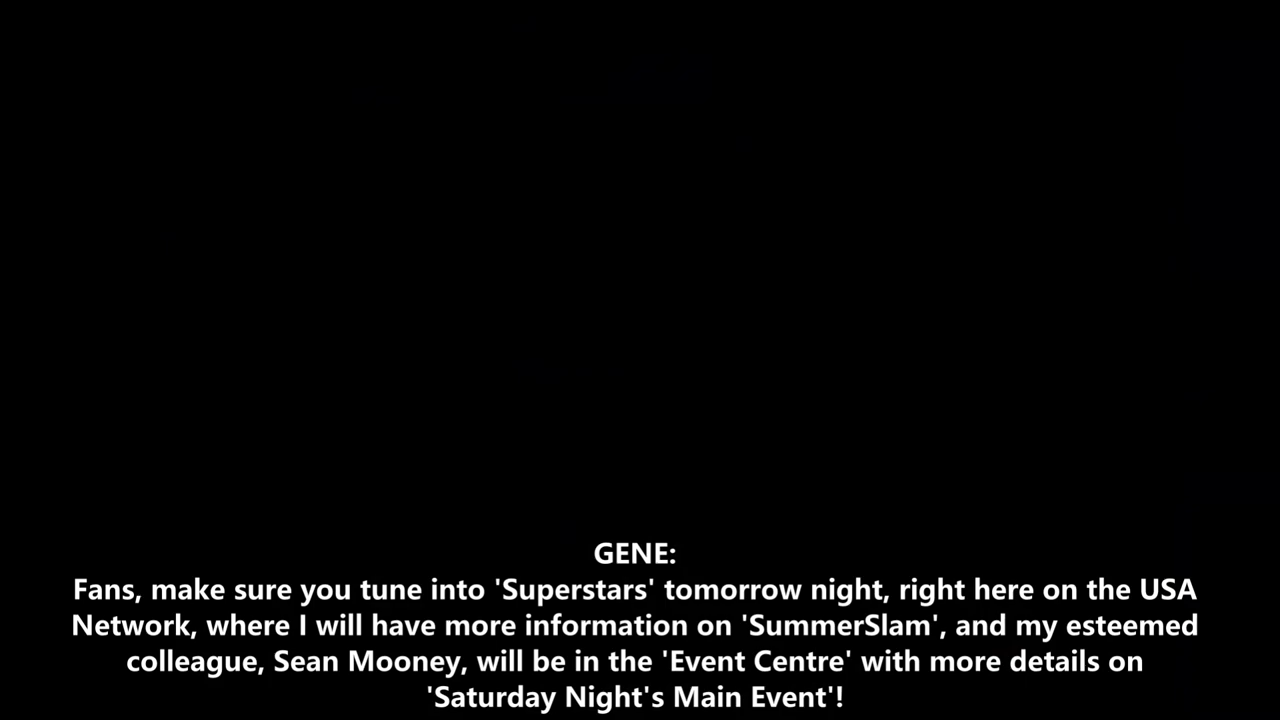 GENE:
Fans, make sure you tune into 'Superstars' tomorrow night, right here on the USA
Network, where I will have more information on 'SummerSlam', and my esteemed
colleague, Sean Mooney, will be in the 'Event Centre' with more details on
'Saturday Night's Main Event'!